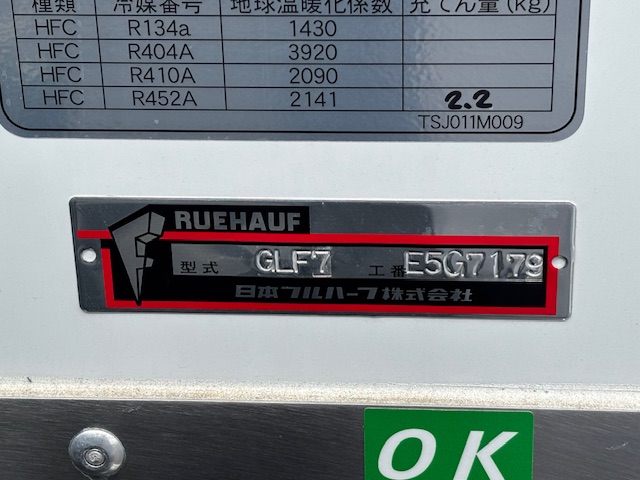 種類 冷媒番号 地球温暖化係数 充てん量(kg)
HFC R134a 1430
HFC R404A 3920
HFC R410A 2090
HFC R452A 2141 2.2
TSJ011M009
F RUEHAUF
型式 GLF7 工番 E5G7179
日本フルハーフ株式会社
OK